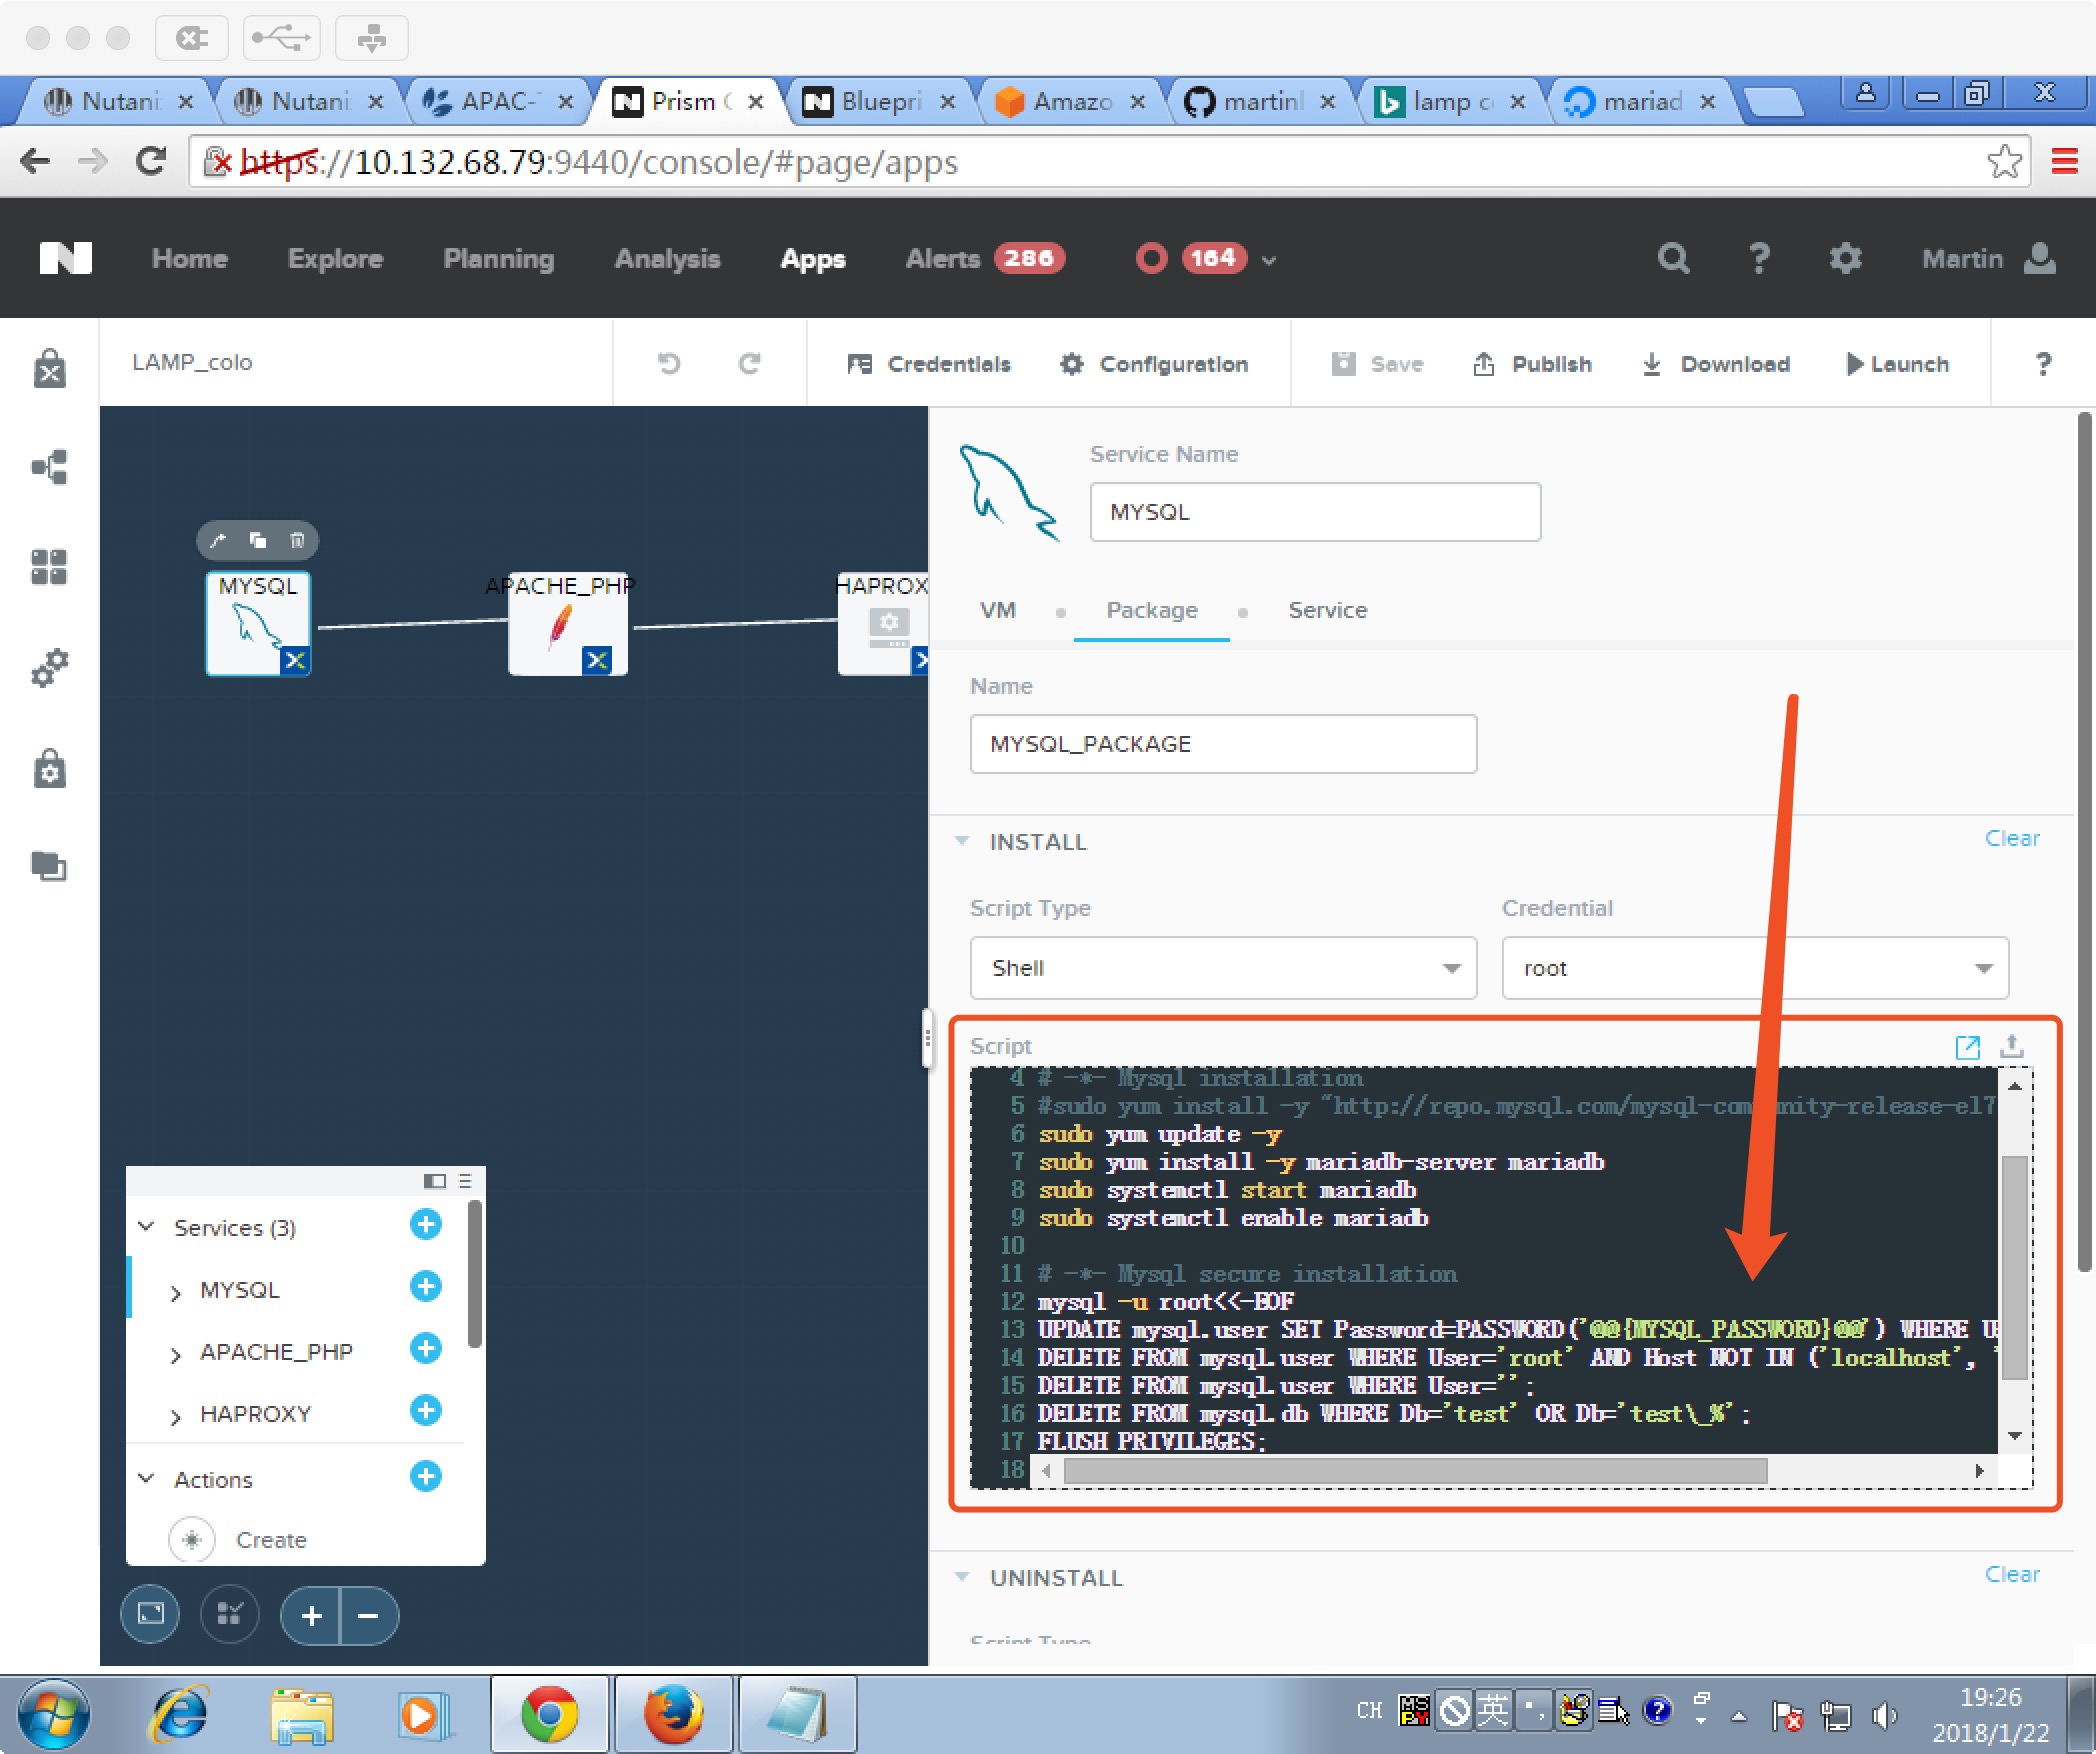 Nutani
Nutani
APAC-
Prism
Bluepri
Amazo
martinl
lamp c
mariad
https://10.132.68.79:9440/console/#page/apps
Home Explore Planning Analysis Apps Alerts 286 164 Martin
LAMP_colo Credentials Configuration Save Publish Download Launch ?
Service Name
MYSQL
VM Package Service
Name
MYSQL_PACKAGE
INSTALL Clear
Script Type Credential
Shell root
Script
4 # -*- Mysql installation
5 #sudo yum install -y "http://repo.mysql.com/mysql-community-release-el7
6 sudo yum update -y
7 sudo yum install -y mariadb-server mariadb
8 sudo systemctl start mariadb
9 sudo systemctl enable mariadb
10
11 # -*- Mysql secure installation
12 mysql -u root<<-EOF
13 UPDATE mysql.user SET Password=PASSWORD('@@{MYSQL_PASSWORD}@@') WHERE
14 DELETE FROM mysql.user WHERE User='root' AND Host NOT IN ('localhost', '
15 DELETE FROM mysql.user WHERE User='';
16 DELETE FROM mysql.db WHERE Db='test' OR Db='test\_%';
17 FLUSH PRIVILEGES;
18
UNINSTALL Clear
Script Type
MYSQL
APACHE_PHP
HAPROX
Services (3)
MYSQL
APACHE_PHP
HAPROXY
Actions
Create
CH 英
19:26
2018/1/22